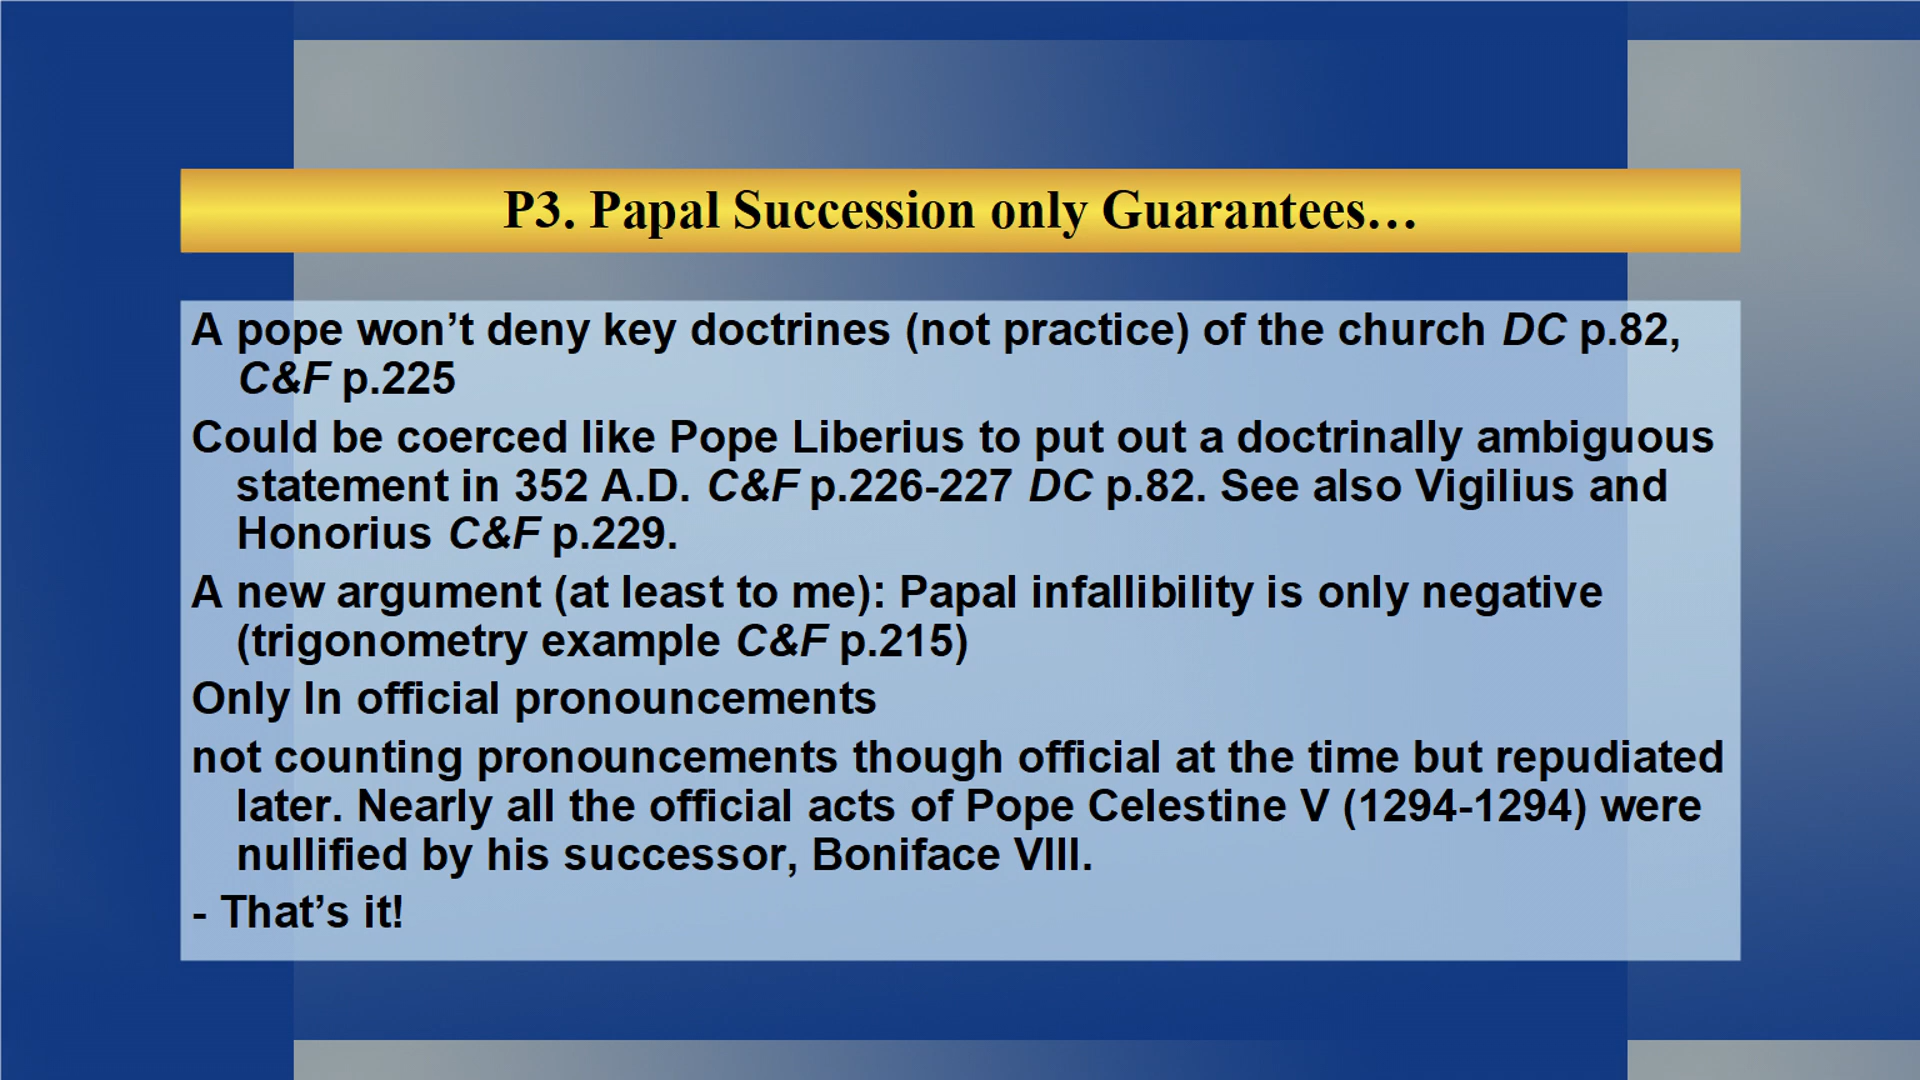 P3. Papal Succession only Guarantees…
A pope won’t deny key doctrines (not practice) of the church DC p.82,
C&F p.225
Could be coerced like Pope Liberius to put out a doctrinally ambiguous
statement in 352 A.D. C&F p.226-227 DC p.82. See also Vigilius and
Honorius C&F p.229.
A new argument (at least to me): Papal infallibility is only negative
(trigonometry example C&F p.215)
Only In official pronouncements
not counting pronouncements though official at the time but repudiated
later. Nearly all the official acts of Pope Celestine V (1294-1294) were
nullified by his successor, Boniface VIII.
- That’s it!